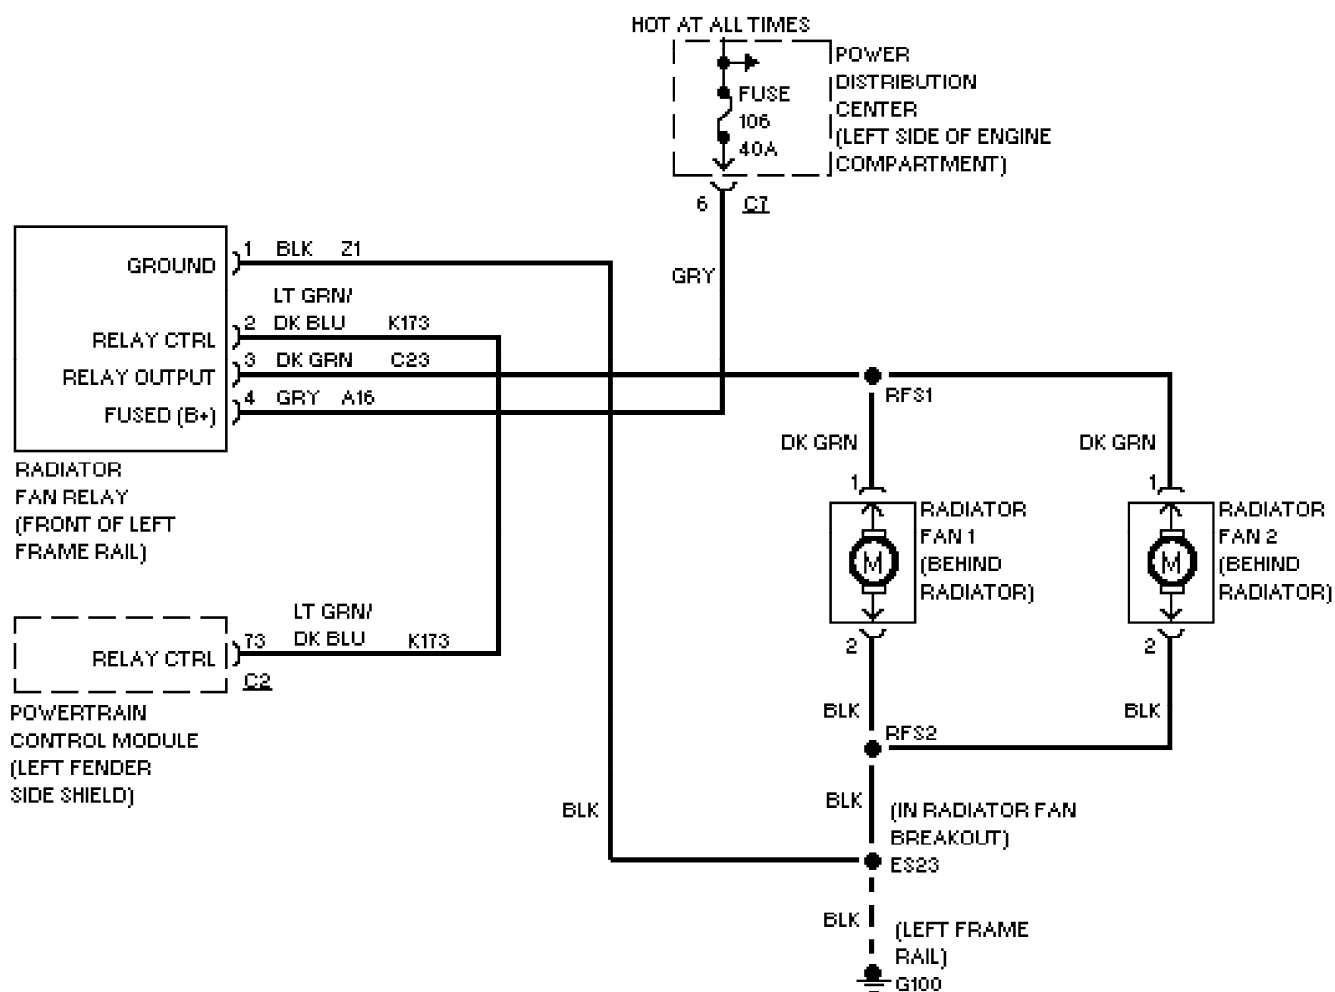 HOT AT ALL TIMES
POWER
DISTRIBUTION
CENTER
(LEFT SIDE OF ENGINE
COMPARTMENT)
FUSE
106
40A
6 C7
GRY
GROUND
1 BLK Z1
LT GRN/
RELAY CTRL
2 DK BLU K173
RELAY OUTPUT
3 DK GRN C23
FUSED (B+)
4 GRY A16
RADIATOR
FAN RELAY
(FRONT OF LEFT
FRAME RAIL)
RFS1
DK GRN
DK GRN
1
1
RADIATOR
FAN 1
(BEHIND
RADIATOR)
M
RADIATOR
FAN 2
(BEHIND
RADIATOR)
M
2
2
LT GRN/
RELAY CTRL
73 DK BLU K173
C2
POWERTRAIN
CONTROL MODULE
(LEFT FENDER
SIDE SHIELD)
BLK
BLK
RFS2
BLK
BLK
(IN RADIATOR FAN
BREAKOUT)
ES23
BLK
(LEFT FRAME
RAIL)
G100